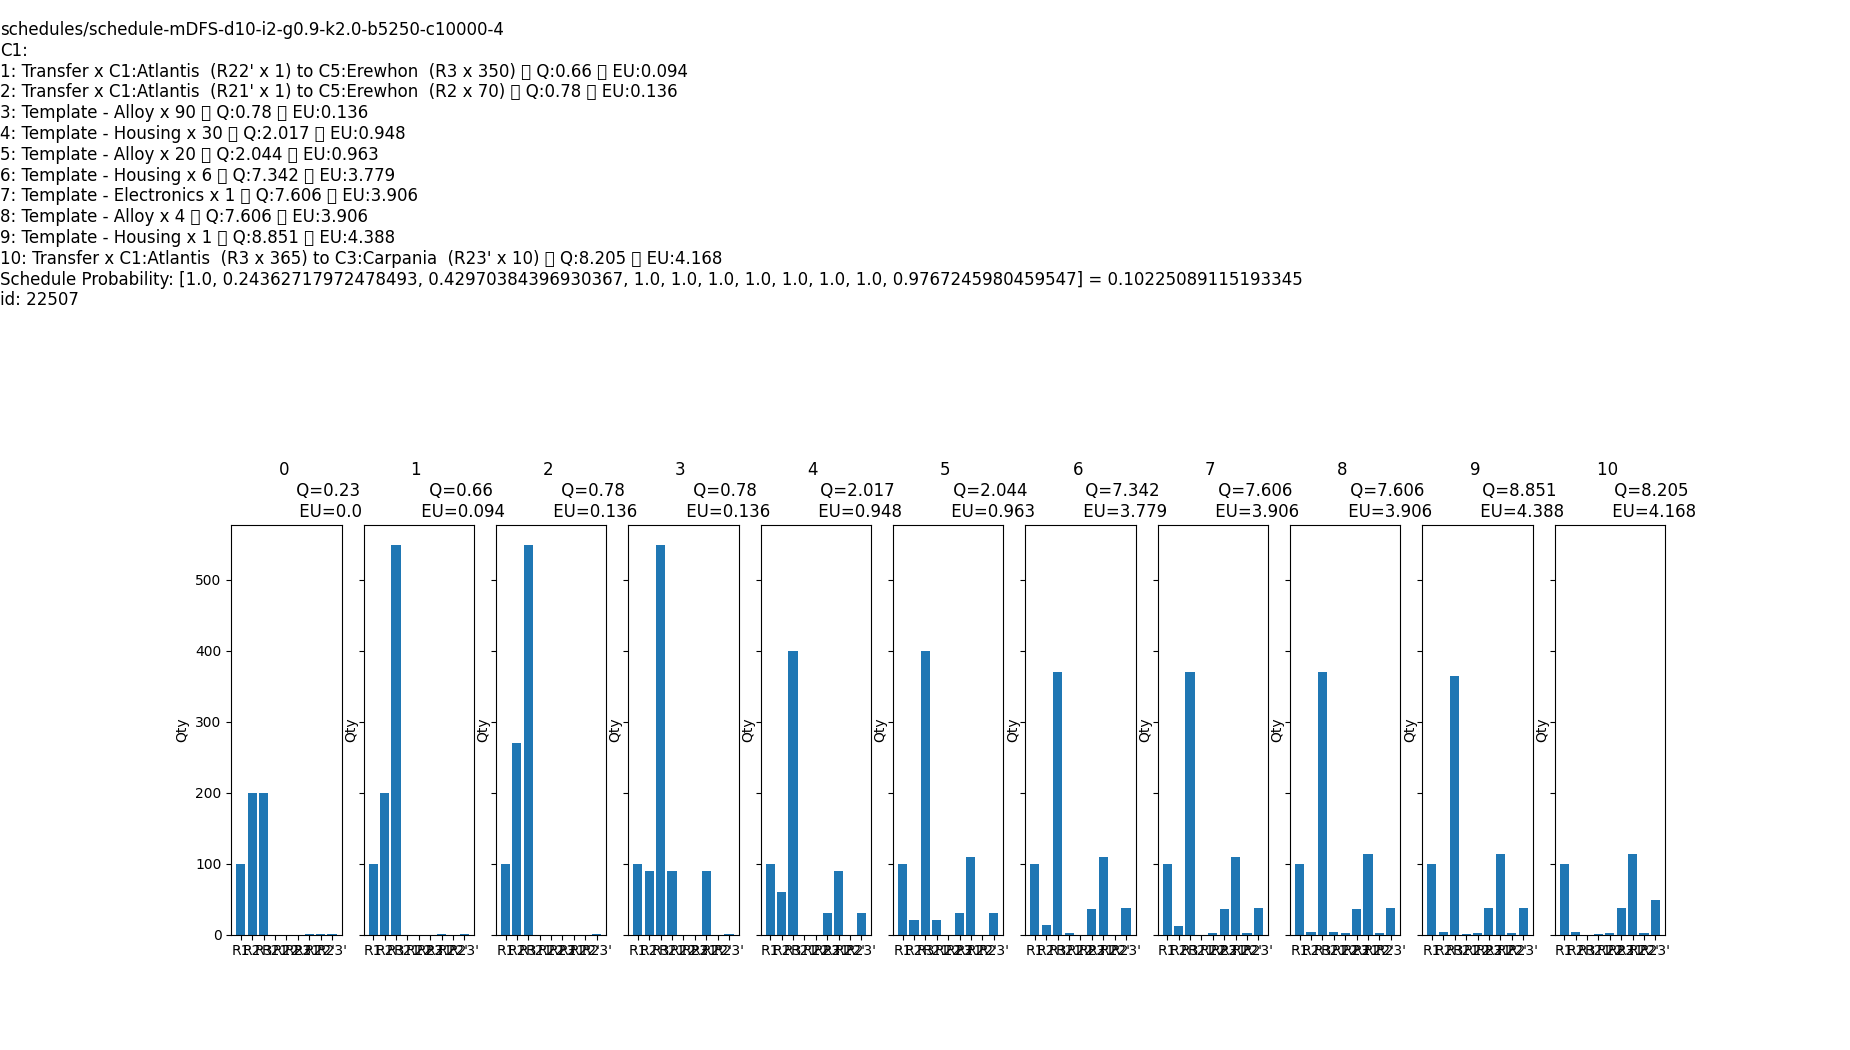 schedules/schedule-mDFS-d10-i2-g0.9-k2.0-b5250-c10000-4
C1:
1: Transfer x C1:Atlantis  (R22' x 1) to C5:Erewhon  (R3 x 350) ▯ Q:0.66 ▯ EU:0.094
2: Transfer x C1:Atlantis  (R21' x 1) to C5:Erewhon  (R2 x 70) ▯ Q:0.78 ▯ EU:0.136
3: Template - Alloy x 90 ▯ Q:0.78 ▯ EU:0.136
4: Template - Housing x 30 ▯ Q:2.017 ▯ EU:0.948
5: Template - Alloy x 20 ▯ Q:2.044 ▯ EU:0.963
6: Template - Housing x 6 ▯ Q:7.342 ▯ EU:3.779
7: Template - Electronics x 1 ▯ Q:7.606 ▯ EU:3.906
8: Template - Alloy x 4 ▯ Q:7.606 ▯ EU:3.906
9: Template - Housing x 1 ▯ Q:8.851 ▯ EU:4.388
10: Transfer x C1:Atlantis  (R3 x 365) to C3:Carpania  (R23' x 10) ▯ Q:8.205 ▯ EU:4.168
Schedule Probability: [1.0, 0.24362717972478493, 0.42970384396930367, 1.0, 1.0, 1.0, 1.0, 1.0, 1.0, 0.9767245980459547] = 0.10225089115193345
id: 22507
0 1 2 3 4 5 6 7 8 9 10
Q=0.23 Q=0.66 Q=0.78 Q=0.78 Q=2.017 Q=2.044 Q=7.342 Q=7.606 Q=7.606 Q=8.851 Q=8.205
EU=0.0 EU=0.094 EU=0.136 EU=0.136 EU=0.948 EU=0.963 EU=3.779 EU=3.906 EU=3.906 EU=4.388 EU=4.168
500
400
300
Qty Qty Qty Qty Qty Qty Qty Qty Qty Qty Qty
200
100
0